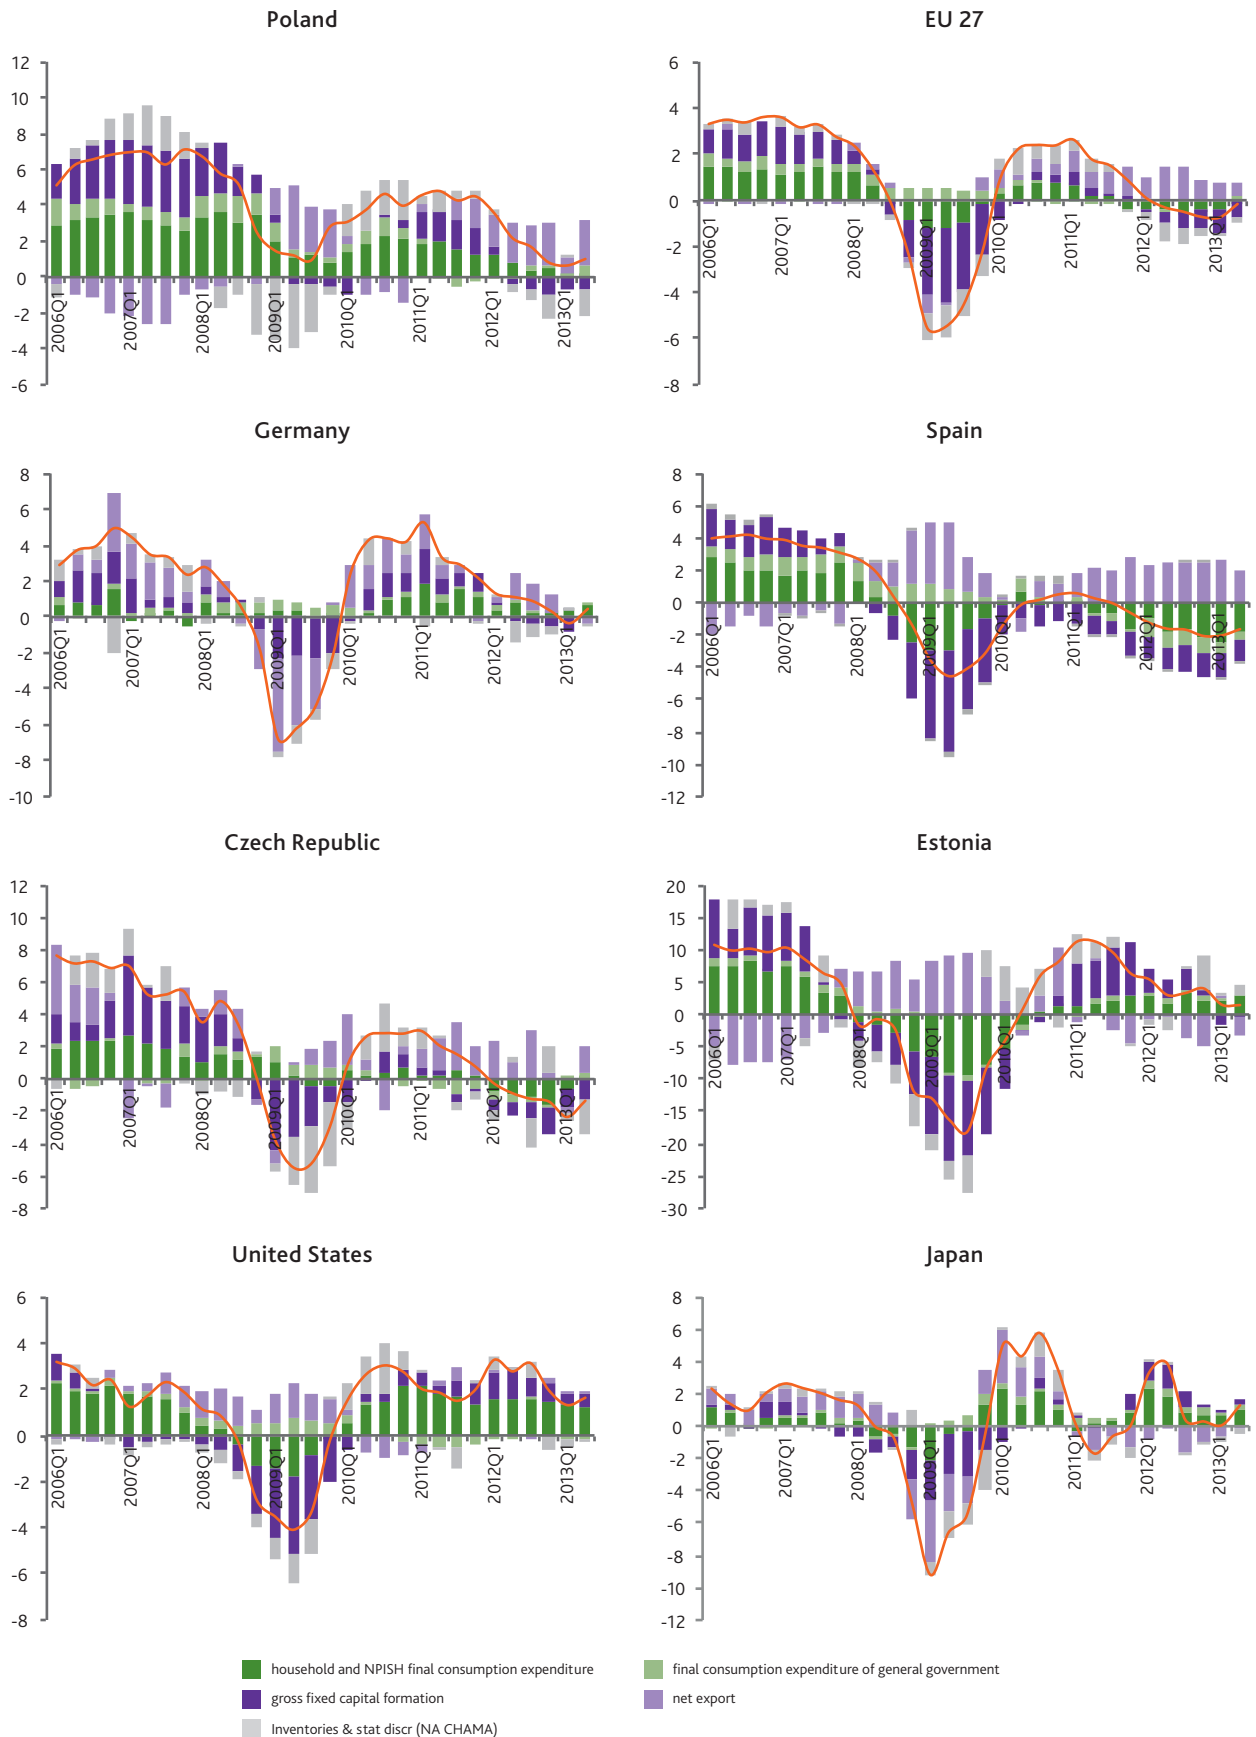 Poland
12
10
8
6
4
2
0
-2
-4
-6
2006Q1
2007Q1
2008Q1
2009Q1
2010Q1
2011Q1
2012Q1
2013Q1
EU 27
6
4
2
0
-2
-4
-6
-8
2006Q1
2007Q1
2008Q1
2009Q1
2010Q1
2011Q1
2012Q1
2013Q1
Germany
8
6
4
2
0
-2
-4
-6
-8
-10
2006Q1
2007Q1
2008Q1
2009Q1
2010Q1
2011Q1
2012Q1
2013Q1
Spain
8
6
4
2
0
-2
-4
-6
-8
-10
-12
2006Q1
2007Q1
2008Q1
2009Q1
2010Q1
2011Q1
2012Q1
2013Q1
Czech Republic
12
10
8
6
4
2
0
-2
-4
-6
-8
2006Q1
2007Q1
2008Q1
2009Q1
2010Q1
2011Q1
2012Q1
2013Q1
Estonia
20
15
10
5
0
-5
-10
-15
-20
-25
-30
2006Q1
2007Q1
2008Q1
2009Q1
2010Q1
2011Q1
2012Q1
2013Q1
United States
6
4
2
0
-2
-4
-6
-8
2006Q1
2007Q1
2008Q1
2009Q1
2010Q1
2011Q1
2012Q1
2013Q1
Japan
8
6
4
2
0
-2
-4
-6
-8
-10
-12
2006Q1
2007Q1
2008Q1
2009Q1
2010Q1
2011Q1
2012Q1
2013Q1
household and NPISH final consumption expenditure
final consumption expenditure of general government
gross fixed capital formation
net export
Inventories & stat discr (NA CHAMA)